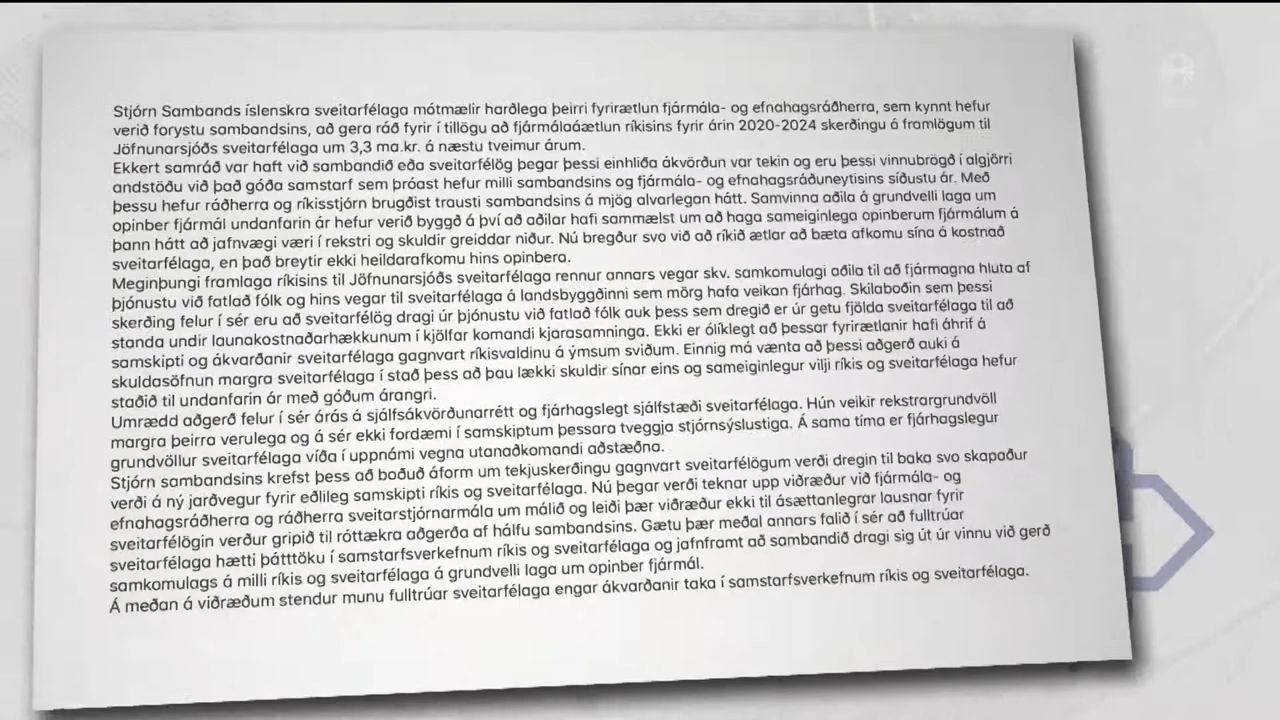 Stjórn Sambands íslenskra sveitarfélaga mótmælir harðlega þeirri fyrirætlun fjármála- og efnahagsráðherra, sem kynnt hefur
verið forystu sambandsins, að gera ráð fyrir í tillögu að fjármálaáætlun ríkisins fyrir árin 2020-2024 skerðingu á framlögum til
Jöfnunarsjóðs sveitarfélaga um 3,3 ma.kr. á næstu tveimur árum.
Ekkert samráð var haft við sambandið eða sveitarfélög þegar þessi einhliða ákvörðun var tekin og eru þessi vinnubrögð í algjörri
andstöðu við það góða samstarf sem þróast hefur milli sambandsins og fjármála- og efnahagsráðuneytisins síðustu ár. Með
þessu hefur ráðherra og ríkisstjórn brugðist trausti sambandsins á mjög alvarlegan hátt. Samvinna aðila á grundvelli laga um
opinber fjármál undanfarin ár hefur verið byggð á því að aðilar hafi sammælst um að haga sameiginlega opinberum fjármálum á
þann hátt að jafnvægi væri í rekstri og skuldir greiddar niður. Nú bregður svo við að ríkið ætlar að bæta afkomu sína á kostnað
sveitarfélaga, en það breytir ekki heildarafkomu hins opinbera.
Meginþungi framlaga ríkisins til Jöfnunarsjóðs sveitarfélaga rennur annars vegar skv. samkomulagi aðila til að fjármagna hluta af
þjónustu við fatlað fólk og hins vegar til sveitarfélaga á landsbyggðinni sem mörg hafa veikan fjárhag. Skilaboðin sem þessi
skerðing felur í sér eru að sveitarfélög dragi úr þjónustu við fatlað fólk auk þess sem dregið er úr getu fjölda sveitarfélaga til að
standa undir launakostnaðarhækkunum í kjölfar komandi kjarasamninga. Ekki er ólíklegt að þessar fyrirætlanir hafi áhrif á
samskipti og ákvarðanir sveitarfélaga gagnvart ríkisvaldinu á ýmsum sviðum. Einnig má vænta að þessi aðgerð auki á
skuldasöfnun margra sveitarfélaga í stað þess að þau lækki skuldir sínar eins og sameiginlegur vilji ríkis og sveitarfélaga hefur
staðið til undanfarin ár með góðum árangri.
Umrædd aðgerð felur í sér árás á sjálfsákvörðunarrétt og fjárhagslegt sjálfstæði sveitarfélaga. Hún veikir rekstrargrundvöll
margra þeirra verulega og á sér ekki fordæmi í samskiptum þessara tveggja stjórnsýslustiga. Á sama tíma er fjárhagslegur
grundvöllur sveitarfélaga víða í uppnámi vegna utanaðkomandi aðstæðna.
Stjórn sambandsins krefst þess að boðuð áform um tekjuskerðingu gagnvart sveitarfélögum verði dregin til baka svo skapaður
verði á ný jarðvegur fyrir eðlileg samskipti ríkis og sveitarfélaga. Nú þegar verði teknar upp viðræður við fjármála- og
efnahagsráðherra og ráðherra sveitarstjórnarmála um málið og leiði þær viðræður ekki til ásættanlegrar lausnar fyrir
sveitarfélögin verður gripið til róttækra aðgerða af hálfu sambandsins. Gætu þær meðal annars falið í sér að fulltrúar
sveitarfélaga hætti þátttöku í samstarfsverkefnum ríkis og sveitarfélaga og jafnframt að sambandið dragi sig út úr vinnu við gerð
samkomulags á milli ríkis og sveitarfélaga á grundvelli laga um opinber fjármál.
Á meðan á viðræðum stendur munu fulltrúar sveitarfélaga engar ákvarðanir taka í samstarfsverkefnum ríkis og sveitarfélaga.